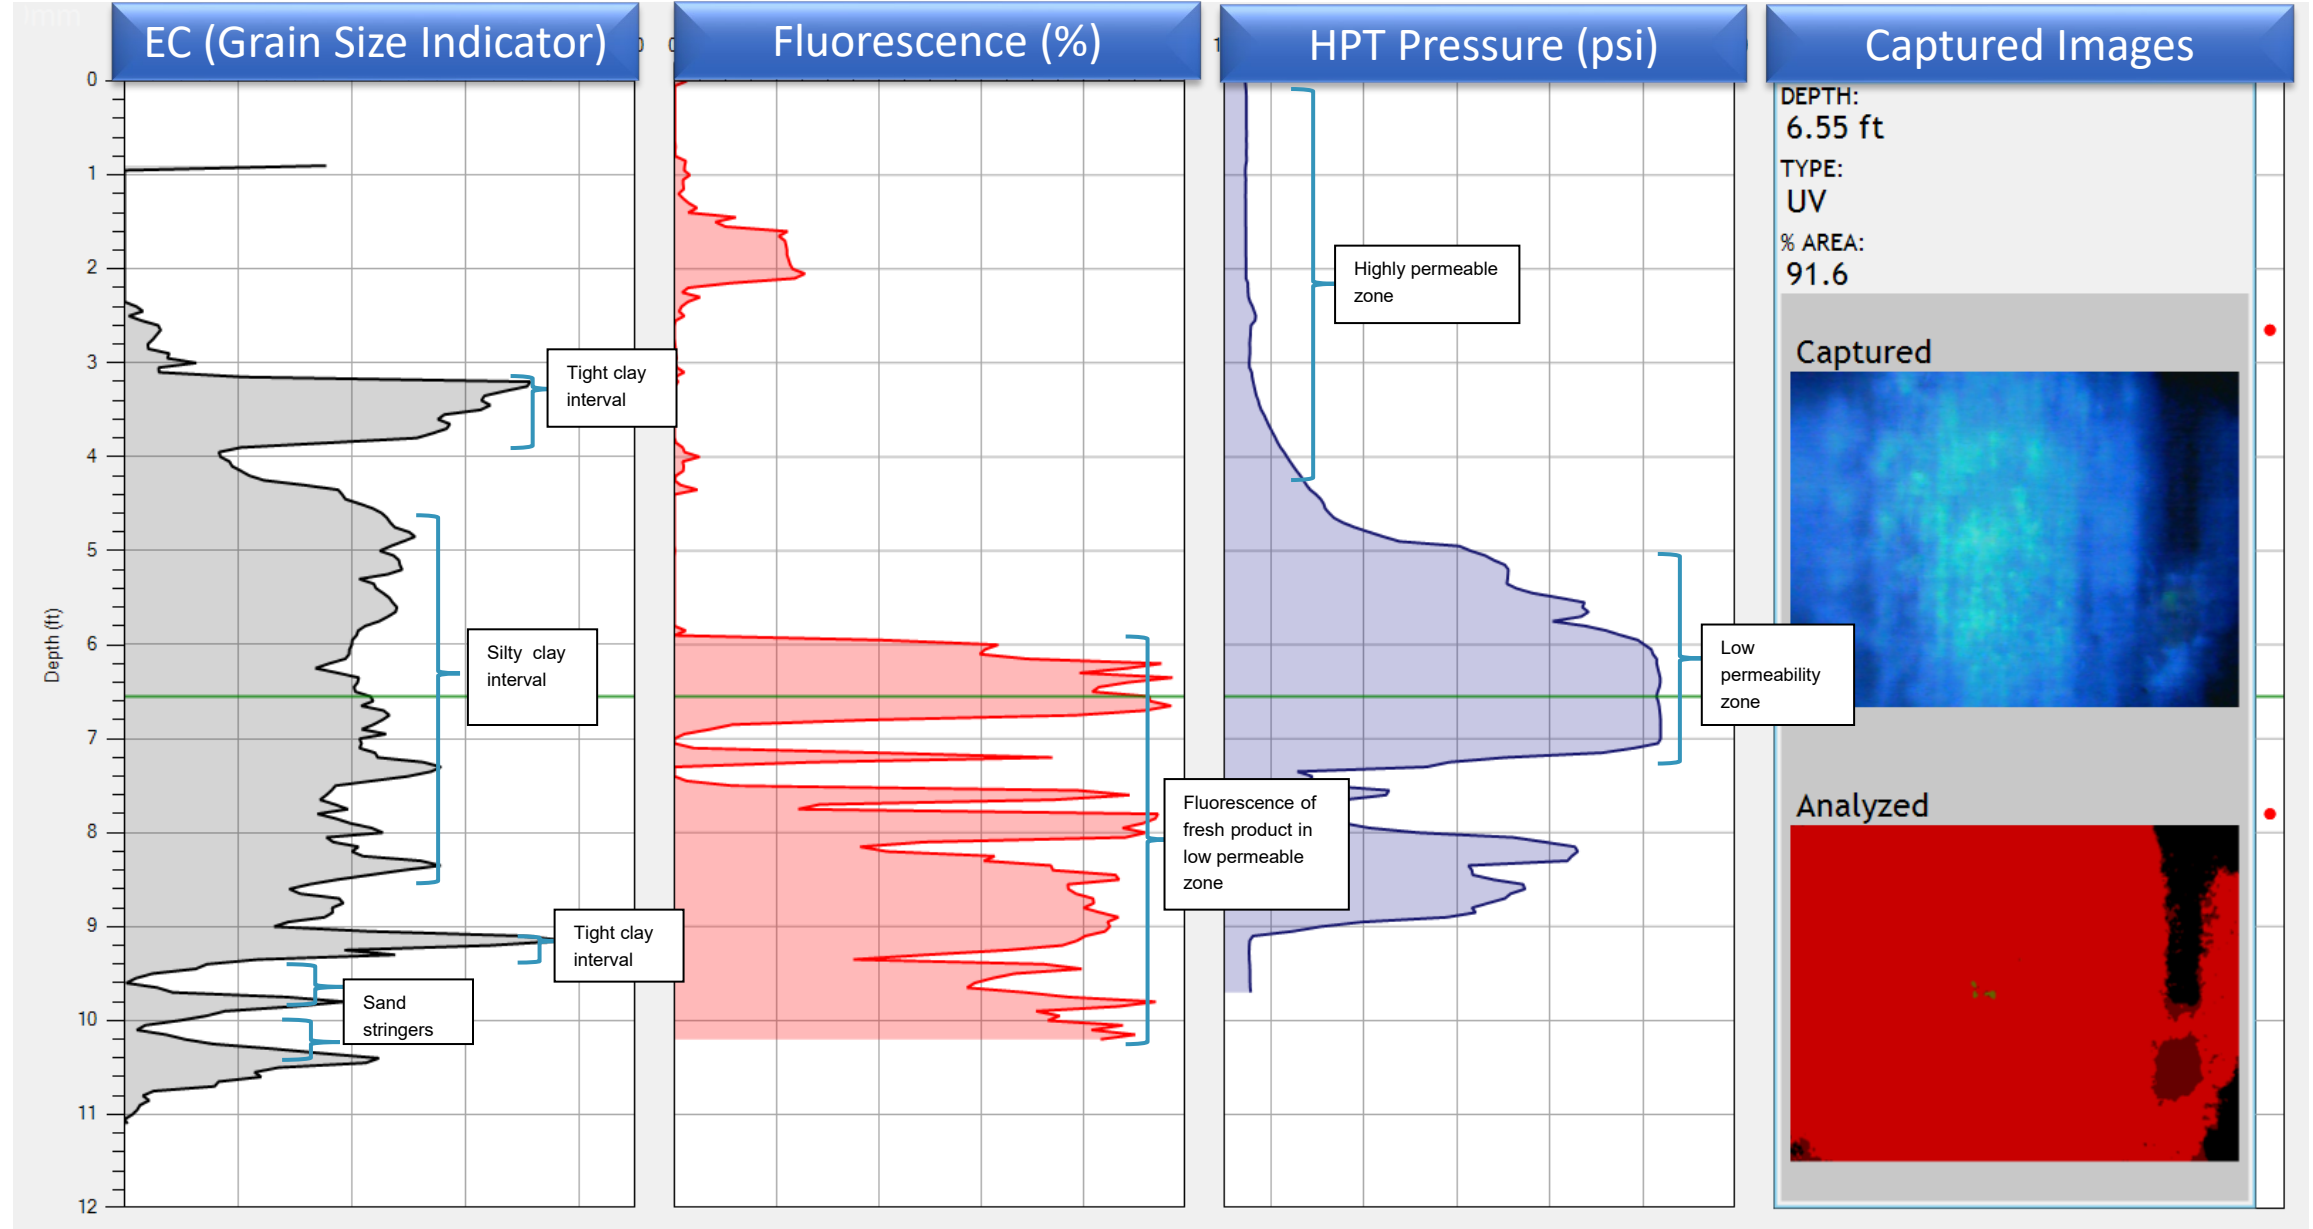 EC (Grain Size Indicator)
Fluorescence (%)
HPT Pressure (psi)
Captured Images
0
1
2
3
4
5
6
7
8
9
10
11
12
Depth (ft)
Tight clay
interval
Silty clay
interval
Tight clay
interval
Sand
stringers
Fluorescence of
fresh product in
low permeable
zone
Highly permeable
zone
Low
permeability
zone
DEPTH:
6.55 ft
TYPE:
UV
% AREA:
91.6
Captured
Analyzed